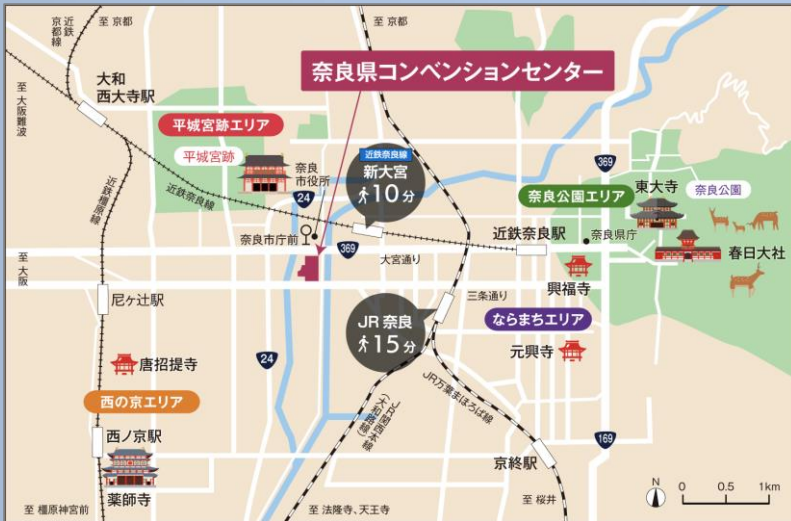 近鉄
京都線
至 京都
至 京都
奈良県コンベンションセンター
大和
西大寺駅
至 大阪難波
平城宮跡エリア
平城宮跡
近鉄奈良線
新大宮
10分
369
奈良公園エリア
東大寺
奈良公園
奈良
市役所
24
近鉄橿原線
近鉄奈良線
奈良市庁前
369
近鉄奈良駅
奈良県庁
春日大社
至 大阪
大宮通り
興福寺
尼ヶ辻駅
三条通り
JR 奈良
15分
ならまちエリア
24
元興寺
唐招提寺
JR万葉まほろば線
西の京エリア
JR関西本線
(大和路線)
169
西ノ京駅
京終駅
薬師寺
N
0 0.5 1km
至 橿原神宮前
至 法隆寺、天王寺
至 桜井